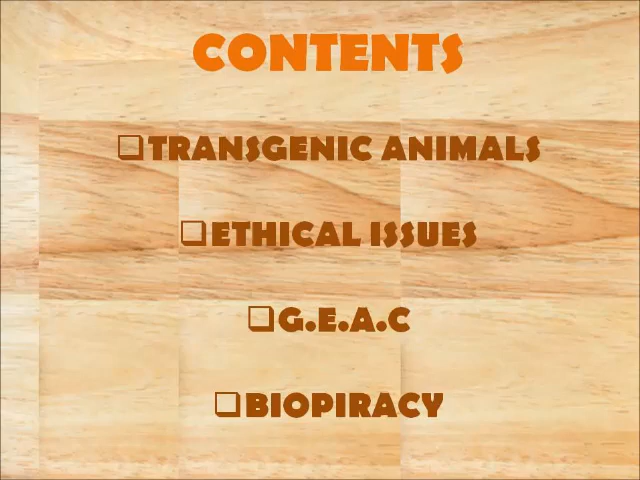 CONTENTS
❑TRANSGENIC ANIMALS
❑ETHICAL ISSUES
❑G.E.A.C
❑BIOPIRACY